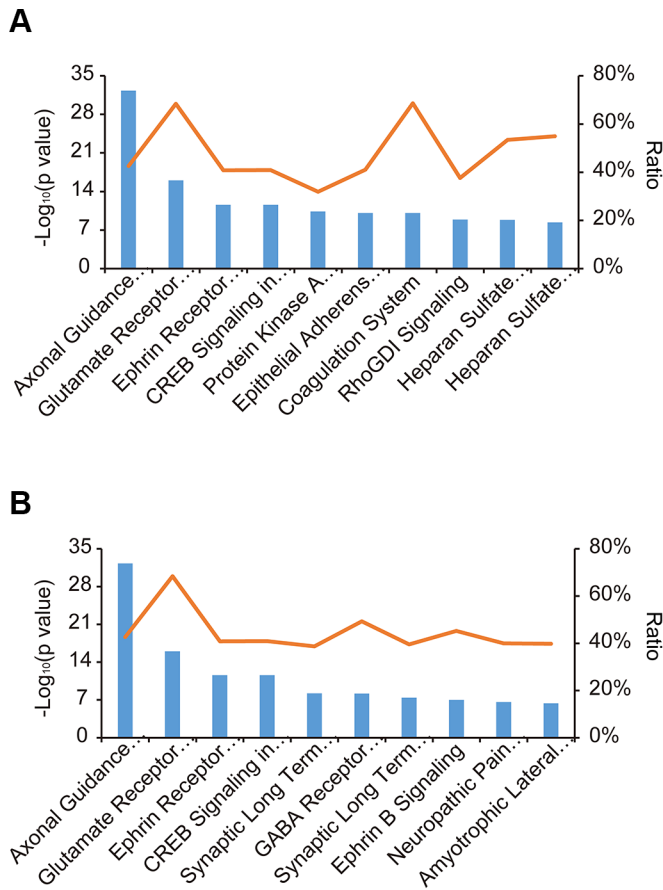 A
35
28
21
14
7
0
-Log10(p value)
80%
60%
40%
20%
0%
Ratio
Axonal Guidance…
Glutamate Receptor…
Ephrin Receptor…
CREB Signaling in…
Protein Kinase A…
Epithelial Adherens…
Coagulation System
RhoGDI Signaling
Heparan Sulfate…
Heparan Sulfate…
B
35
28
21
14
7
0
-Log10(p value)
80%
60%
40%
20%
0%
Ratio
Axonal Guidance…
Glutamate Receptor…
Ephrin Receptor…
CREB Signaling in…
Synaptic Long Term…
GABA Receptor…
Synaptic Long Term…
Ephrin B Signaling
Neuropathic Pain…
Amyotrophic Lateral…